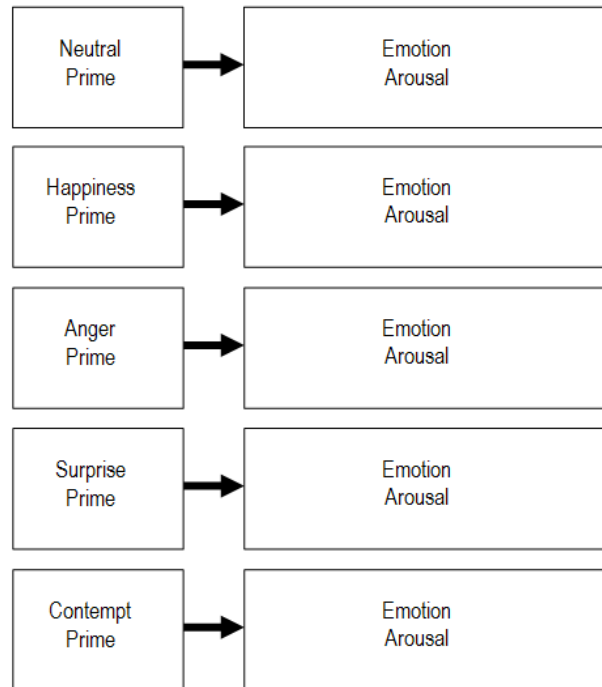 Neutral
Prime
Emotion
Arousal
Happiness
Prime
Emotion
Arousal
Anger
Prime
Emotion
Arousal
Surprise
Prime
Emotion
Arousal
Contempt
Prime
Emotion
Arousal